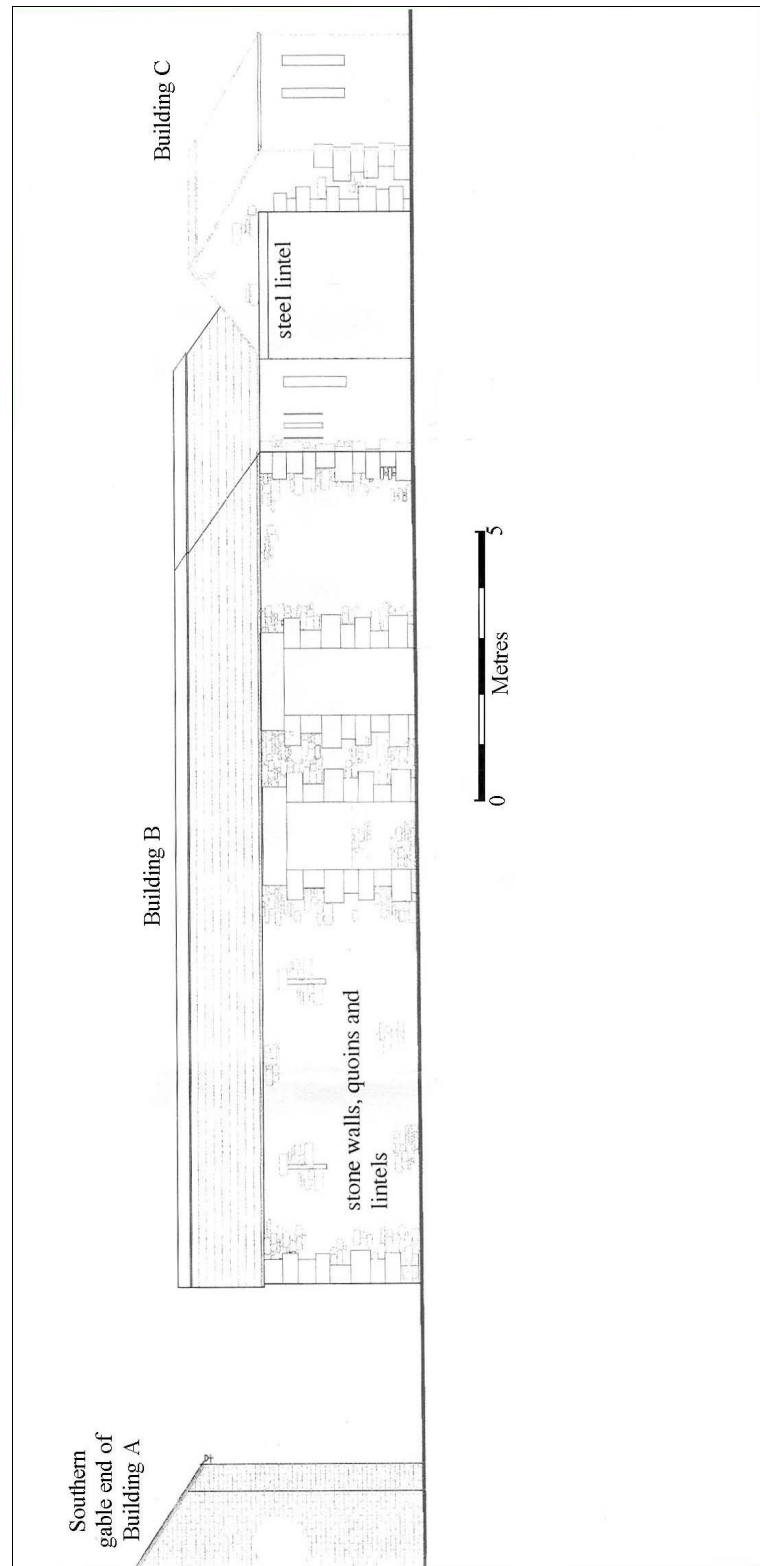 Southern
gable end of
Building A
Building B
Building C
stone walls, quoins and
lintels
steel lintel
0
5
Metres